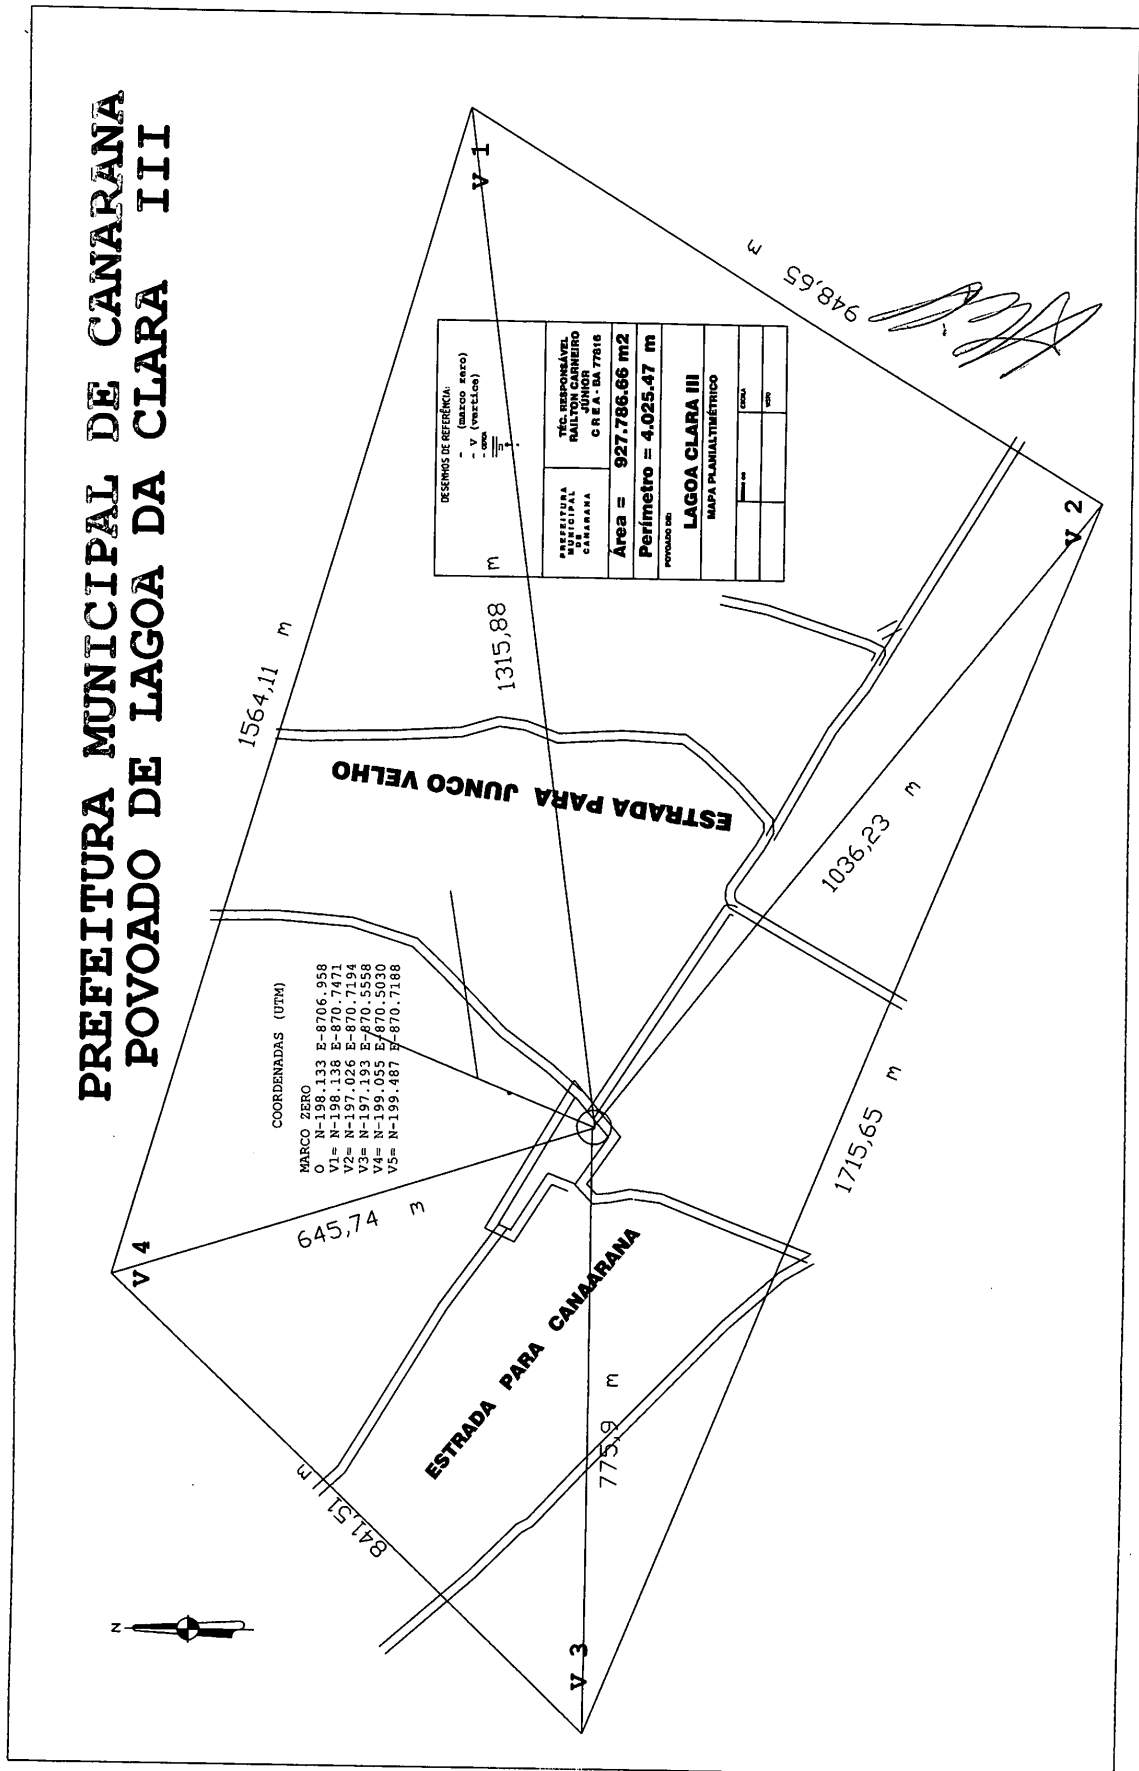 PREFEITURA MUNICIPAL DE CANARANA
POVOADO DE LAGOA DA CLARA III
V 1
V 2
V 3
V 4
1564,11 m
948,65 m
1315,88 m
1036,23 m
1715,65 m
645,74 m
841,51 m
775,9 m
ESTRADA PARA JUNCO VELHO
ESTRADA PARA CANAARANA
COORDENADAS (UTM)
MARCO ZERO
O N-198.133 E-8706.958
V1= N-198.138 E-870.7471
V2= N-197.026 E-870.7194
V3= N-197.193 E-870.5558
V4= N-199.055 E-870.5030
V5= N-199.487 E-870.7188
DESENHOS DE REFERÊNCIA:
- (marco zero)
- V (vertice)
- CERCA
PREFEITURA
MUNICIPAL
DE
CANARANA
TÉC. RESPONSÁVEL
RAILTON CARNEIRO
JÚNIOR
C R E A - BA 77816
Área = 927.786.66 m2
Perímetro = 4.025.47 m
POVOADO DE:
LAGOA CLARA III
MAPA PLANIALTIMÉTRICO
ESCALA
VISTO
N